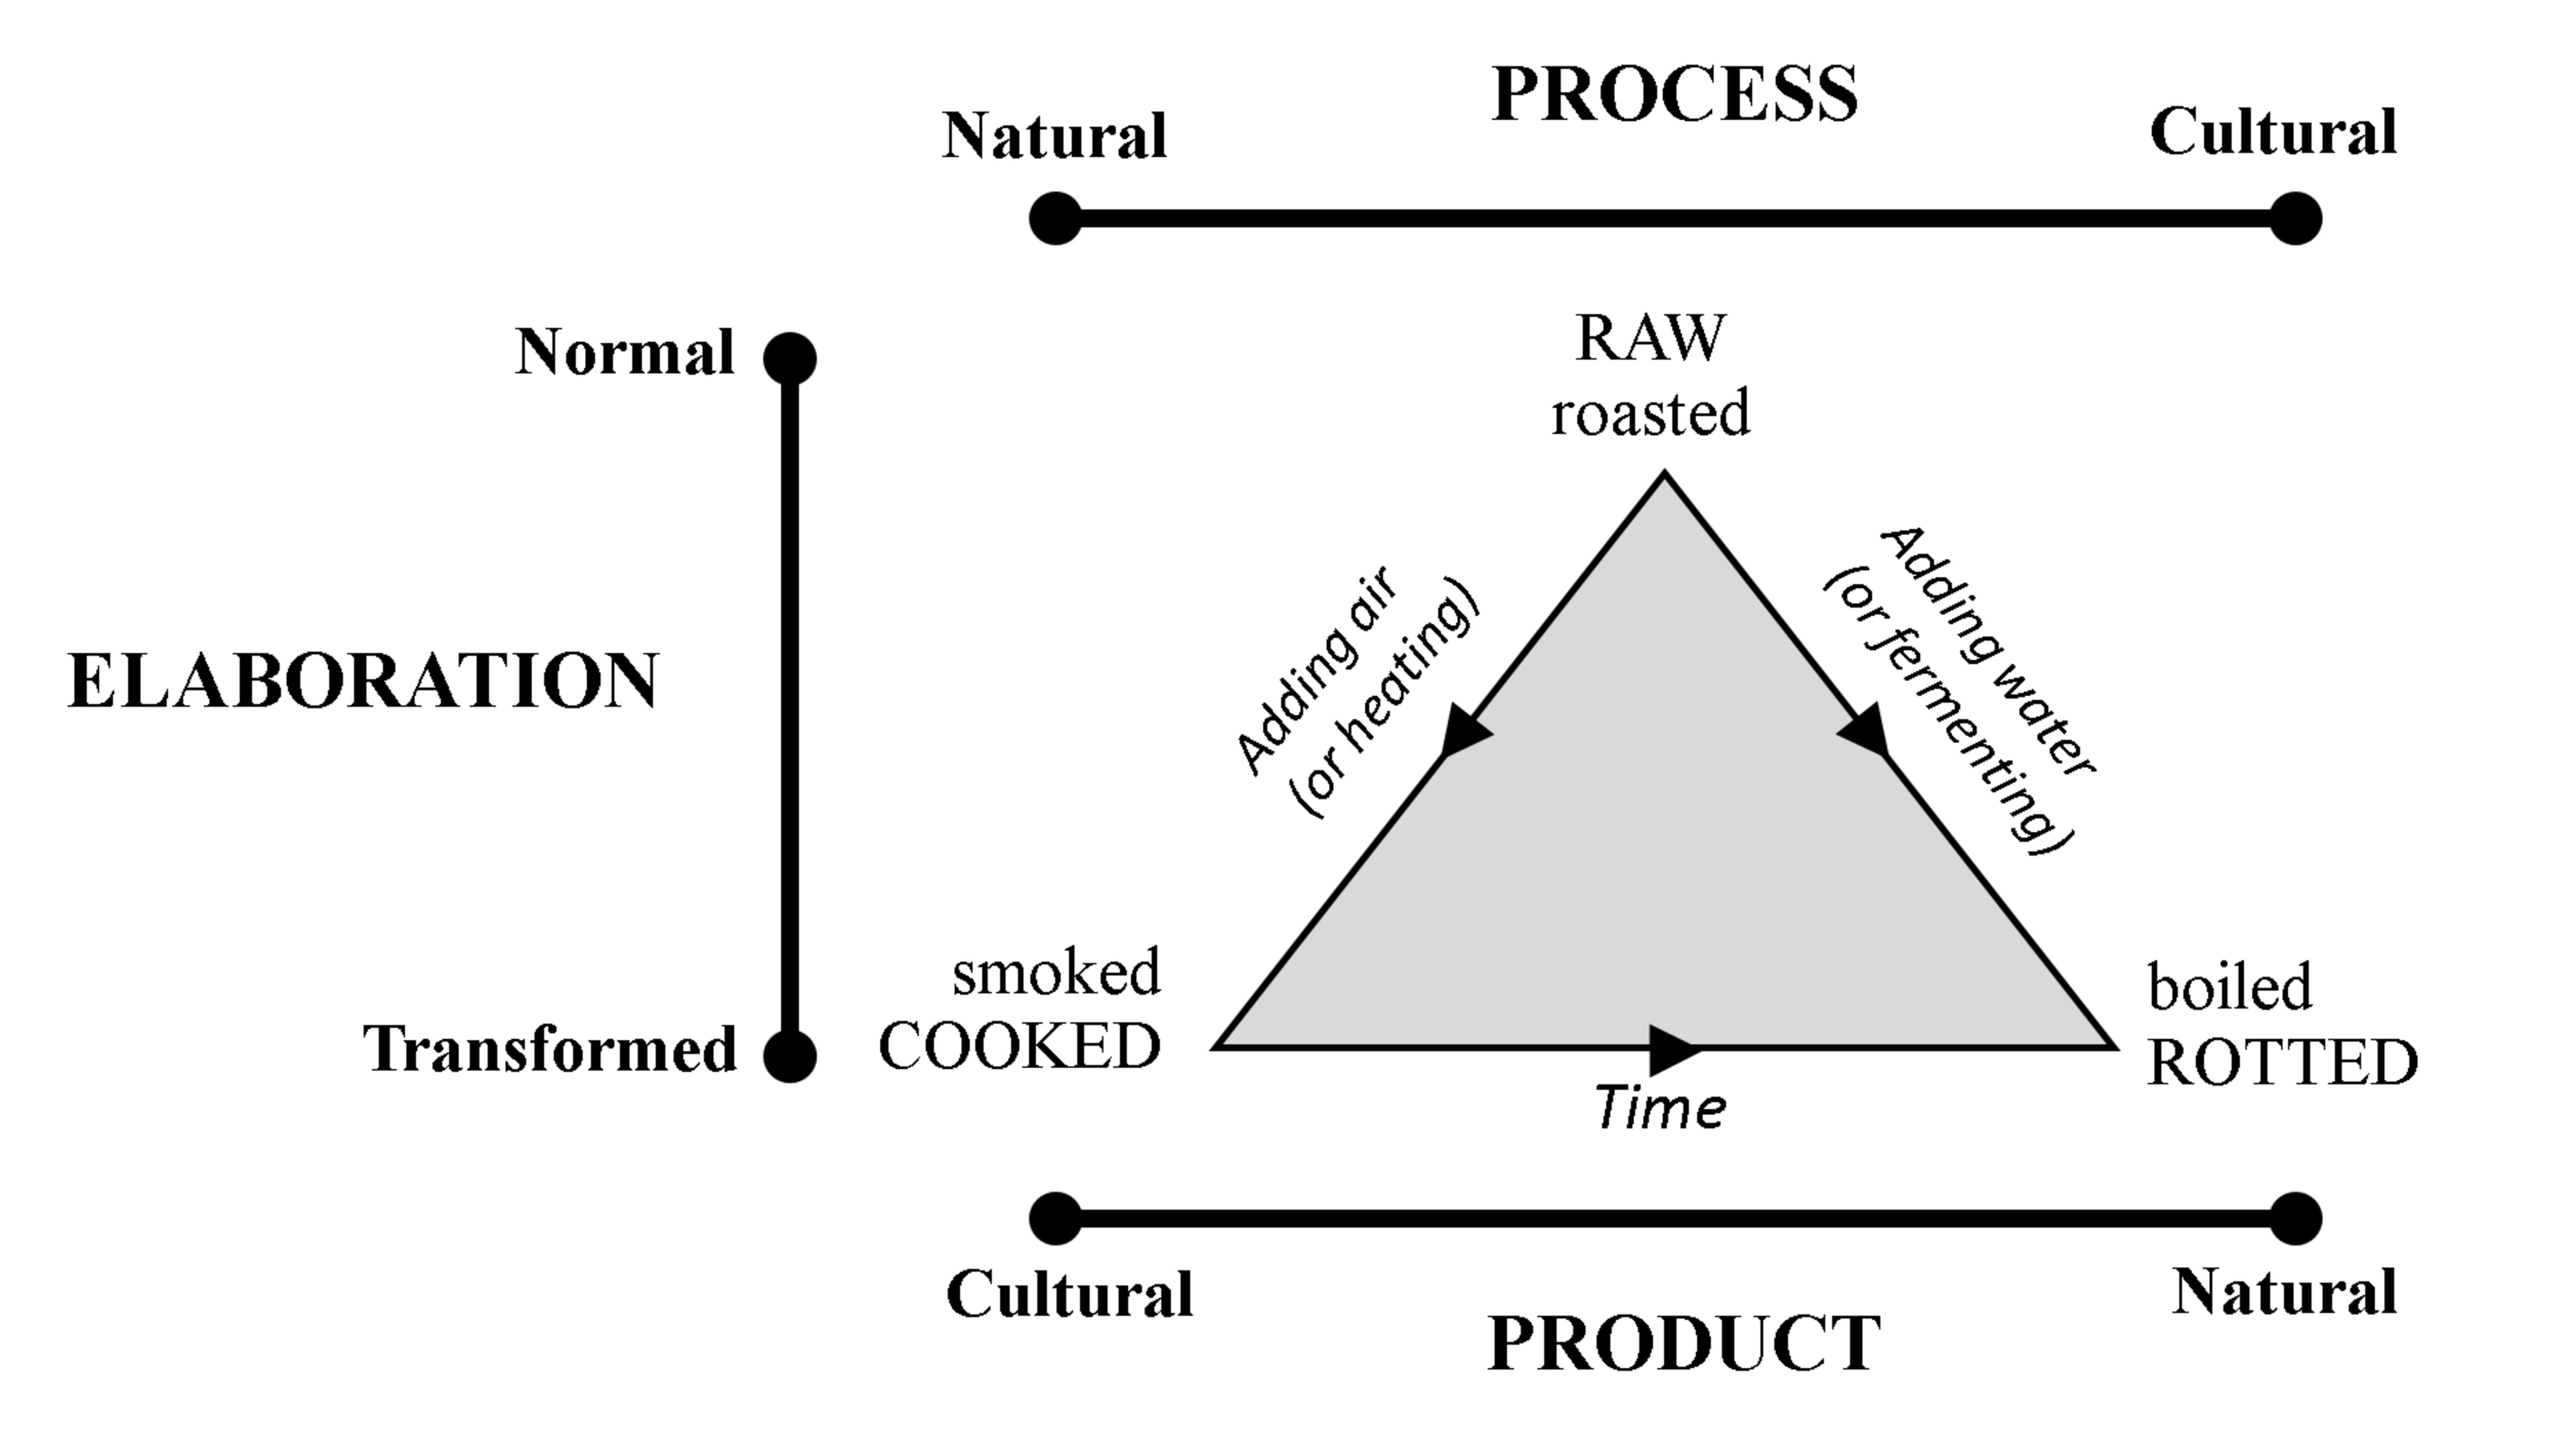 PROCESS
Natural
Cultural
Normal
RAW
roasted
Adding air
(or heating)
Adding water
(or fermenting)
ELABORATION
smoked
COOKED
boiled
ROTTED
Transformed
Time
Cultural
Natural
PRODUCT